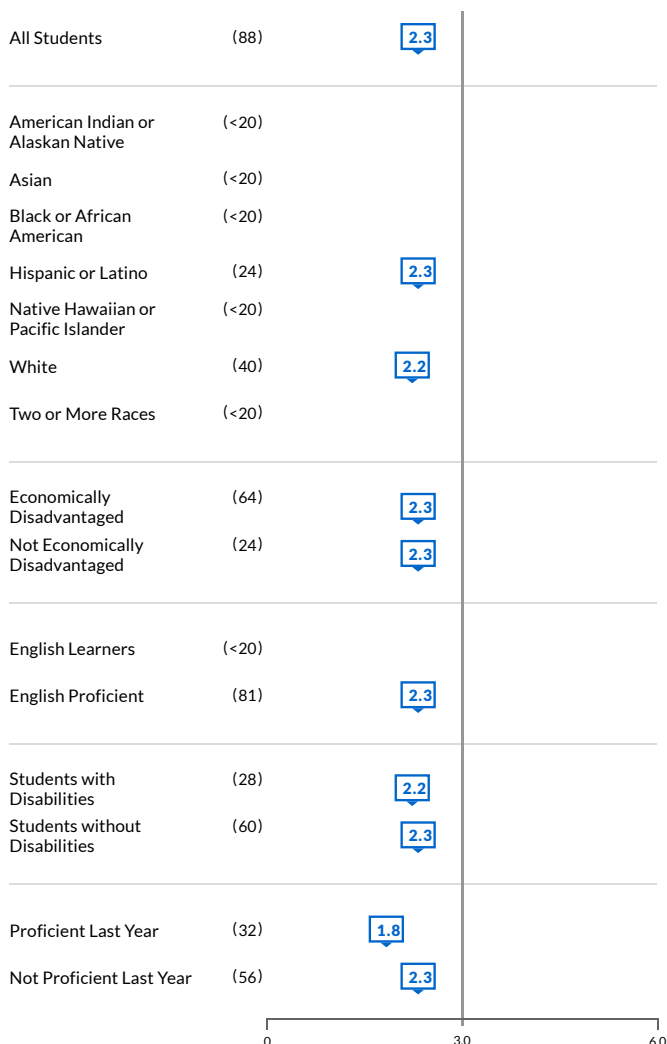 All Students (88) 2.3
American Indian or (<20)
Alaskan Native
Asian (<20)
Black or African (<20)
American
Hispanic or Latino (24) 2.3
Native Hawaiian or (<20)
Pacific Islander
White (40) 2.2
Two or More Races (<20)
Economically (64) 2.3
Disadvantaged
Not Economically (24) 2.3
Disadvantaged
English Learners (<20)
English Proficient (81) 2.3
Students with (28) 2.2
Disabilities
Students without (60) 2.3
Disabilities
Proficient Last Year (32) 1.8
Not Proficient Last Year (56) 2.3
0 3.0 6.0